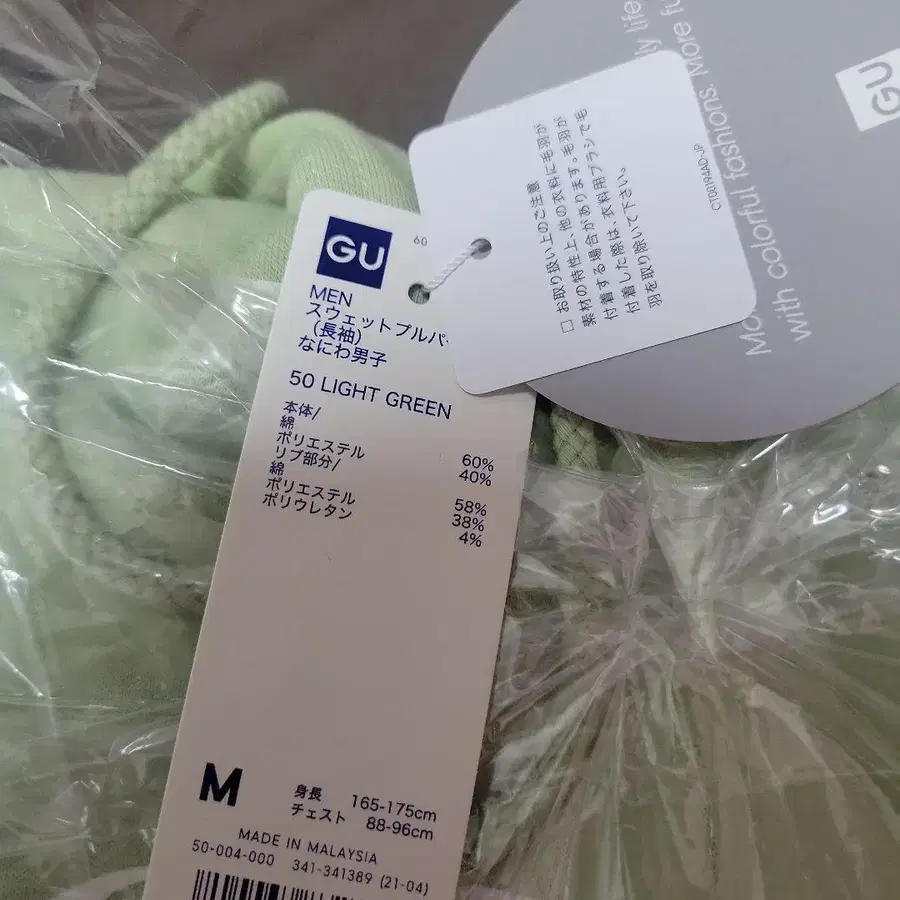 GU
60
MEN
スウェットプルパ
(長袖)
なにわ男子
50 LIGHT GREEN
本体/
綿 60%
ポリエステル 40%
リブ部分/
綿 58%
ポリエステル 38%
ポリウレタン 4%
M
身長 165-175cm
チェスト 88-96cm
MADE IN MALAYSIA
50-004-000 341-341389 (21-04)
□ お取り扱い上のご注意
素材の特性上、他の衣料に毛羽が
付着する場合があります。毛羽が
付着した際は、衣料用ブラシで毛
羽を取り除いて下さい。
CT00194AD-JP
GU
ly life
with colorful fashions. More fu